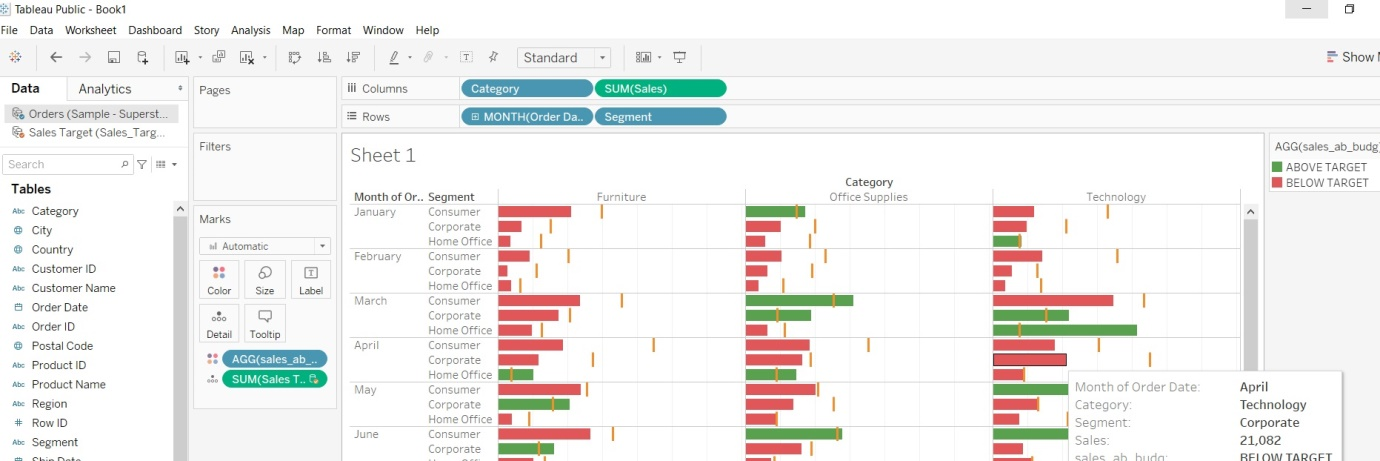 Tableau Public - Book1
File Data Worksheet Dashboard Story Analysis Map Format Window Help
Standard
Show
Data Analytics
Pages
Columns Category SUM(Sales)
Orders (Sample - Superst...
Sales Target (Sales_Targ...
Rows MONTH(Order Da.. Segment
Search
Filters
Sheet 1
AGG(sales_ab_budg
ABOVE TARGET
BELOW TARGET
Tables
Category
City
Country
Customer ID
Customer Name
Order Date
Order ID
Postal Code
Product ID
Product Name
Region
Row ID
Segment
Marks
Automatic
Color Size Label
Detail Tooltip
AGG(sales_ab_..
SUM(Sales T..
Category
Month of Or.. Segment Furniture Office Supplies Technology
January Consumer
Corporate
Home Office
February Consumer
Corporate
Home Office
March Consumer
Corporate
Home Office
April Consumer
Corporate
Home Office
May Consumer
Corporate
Home Office
June Consumer
Corporate
Month of Order Date: April
Category: Technology
Segment: Corporate
Sales: 21,082
sales_ab_budg: BELOW TARGET